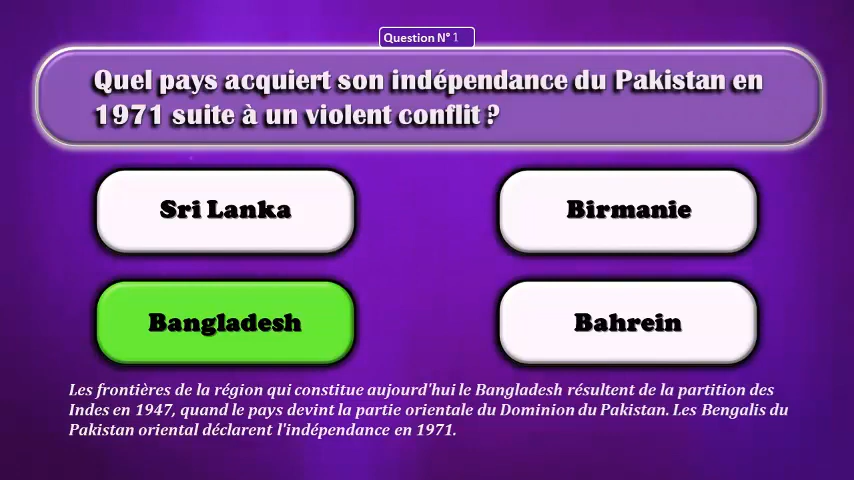 Question N° 1
Quel pays acquiert son indépendance du Pakistan en
1971 suite à un violent conflit ?
Sri Lanka
Birmanie
Bangladesh
Bahrein
Les frontières de la région qui constitue aujourd'hui le Bangladesh résultent de la partition des
Indes en 1947, quand le pays devint la partie orientale du Dominion du Pakistan. Les Bengalis du
Pakistan oriental déclarent l'indépendance en 1971.